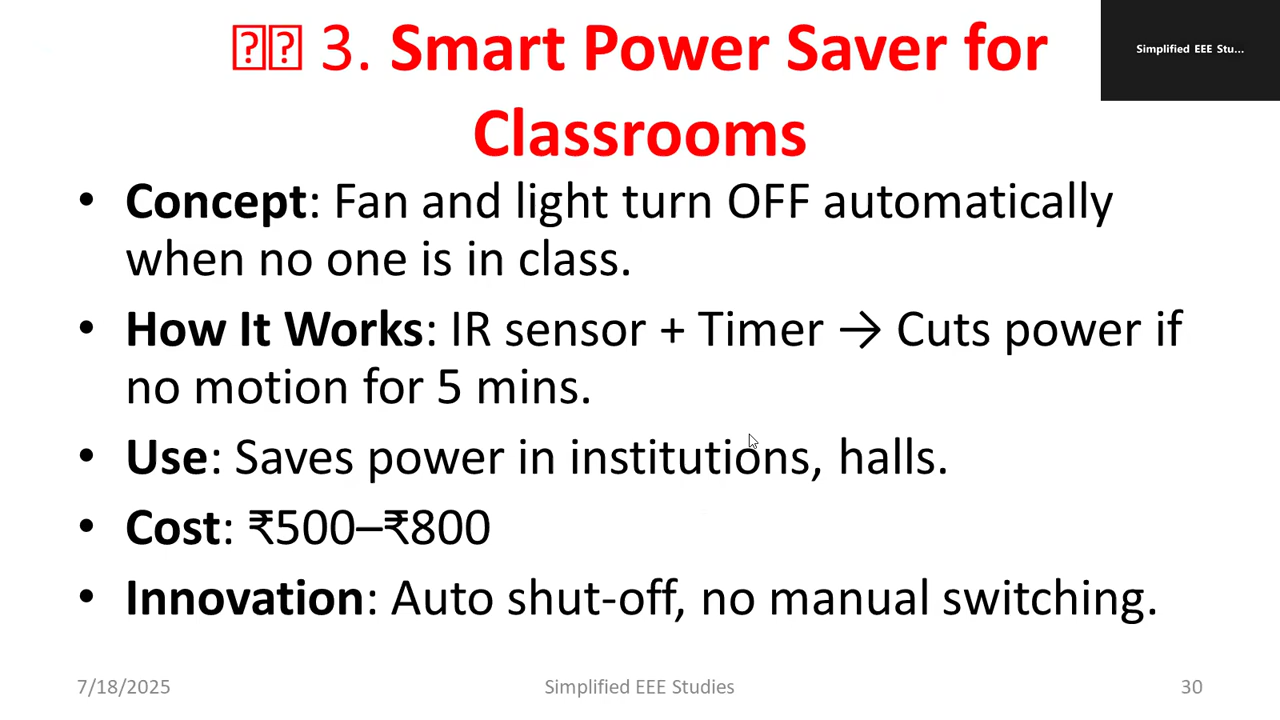 3. Smart Power Saver for
Classrooms
Simplified EEE Stu...
• Concept: Fan and light turn OFF automatically
when no one is in class.
• How It Works: IR sensor + Timer → Cuts power if
no motion for 5 mins.
• Use: Saves power in institutions, halls.
• Cost: ₹500–₹800
• Innovation: Auto shut-off, no manual switching.
7/18/2025
Simplified EEE Studies
30